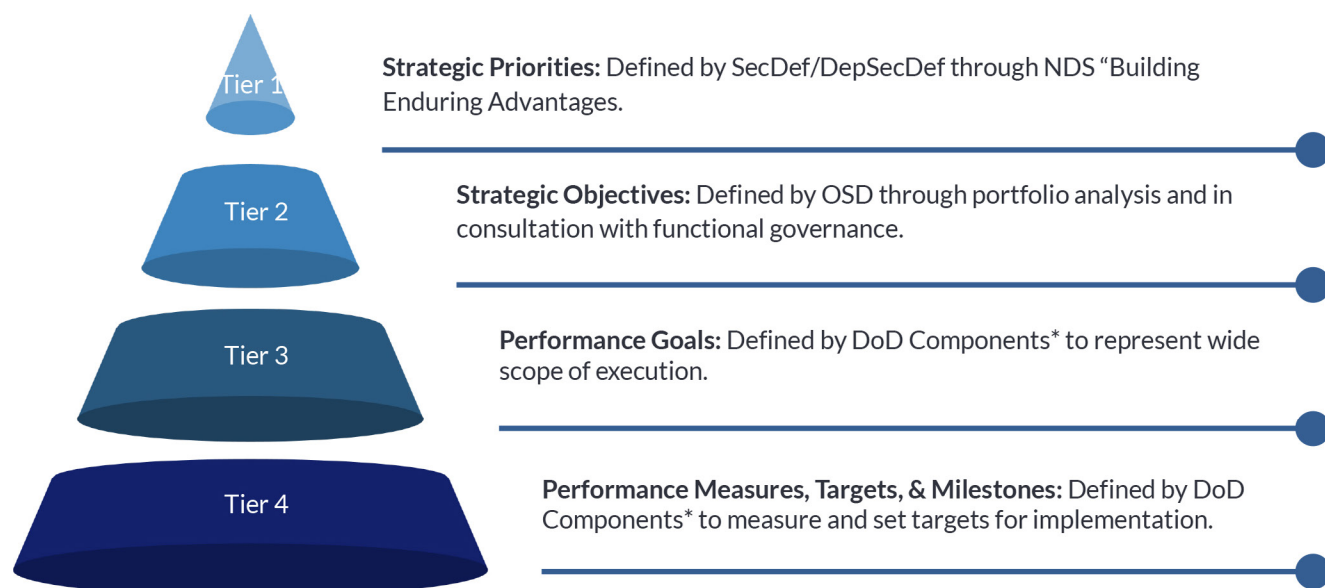 Tier 1
Strategic Priorities: Defined by SecDef/DepSecDef through NDS “Building
Enduring Advantages.
Tier 2
Strategic Objectives: Defined by OSD through portfolio analysis and in
consultation with functional governance.
Tier 3
Performance Goals: Defined by DoD Components* to represent wide
scope of execution.
Tier 4
Performance Measures, Targets, & Milestones: Defined by DoD
Components* to measure and set targets for implementation.